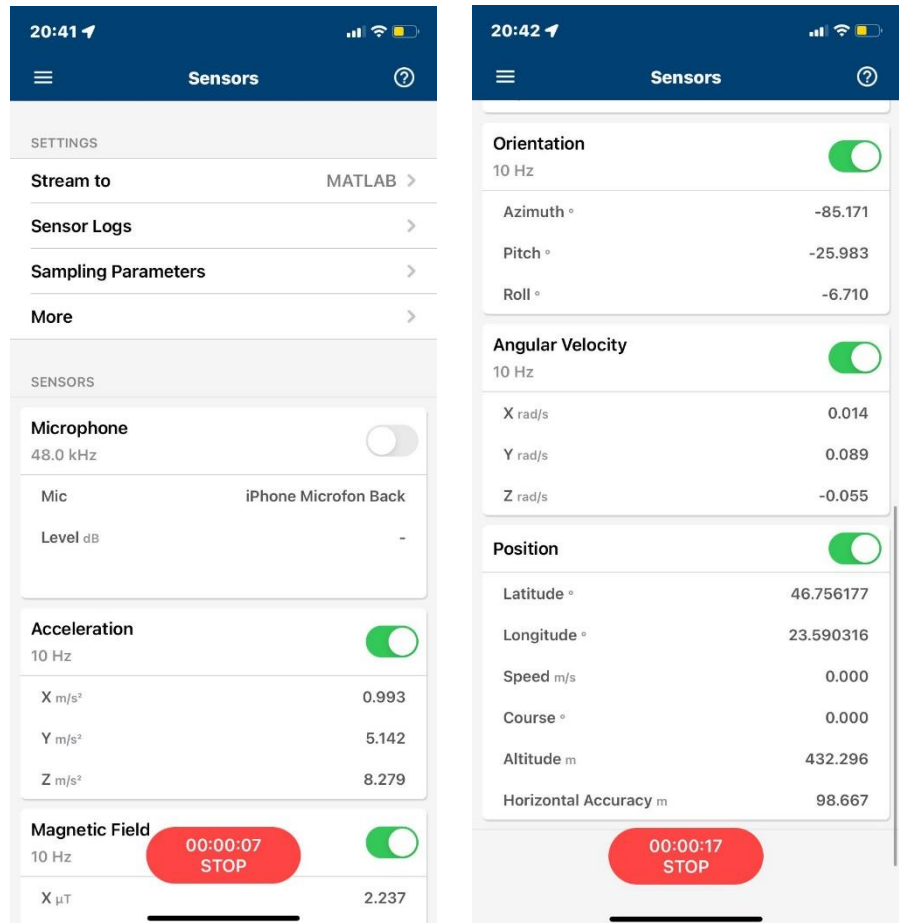 20:41
Sensors
SETTINGS
Stream to MATLAB
Sensor Logs
Sampling Parameters
More
SENSORS
Microphone
48.0 kHz
Mic iPhone Microfon Back
Level dB -
Acceleration
10 Hz
X m/s² 0.993
Y m/s² 5.142
Z m/s² 8.279
Magnetic Field
10 Hz
00:00:07
STOP
X µT 2.237
20:42
Sensors
Orientation
10 Hz
Azimuth ° -85.171
Pitch ° -25.983
Roll ° -6.710
Angular Velocity
10 Hz
X rad/s 0.014
Y rad/s 0.089
Z rad/s -0.055
Position
Latitude ° 46.756177
Longitude ° 23.590316
Speed m/s 0.000
Course ° 0.000
Altitude m 432.296
Horizontal Accuracy m 98.667
00:00:17
STOP